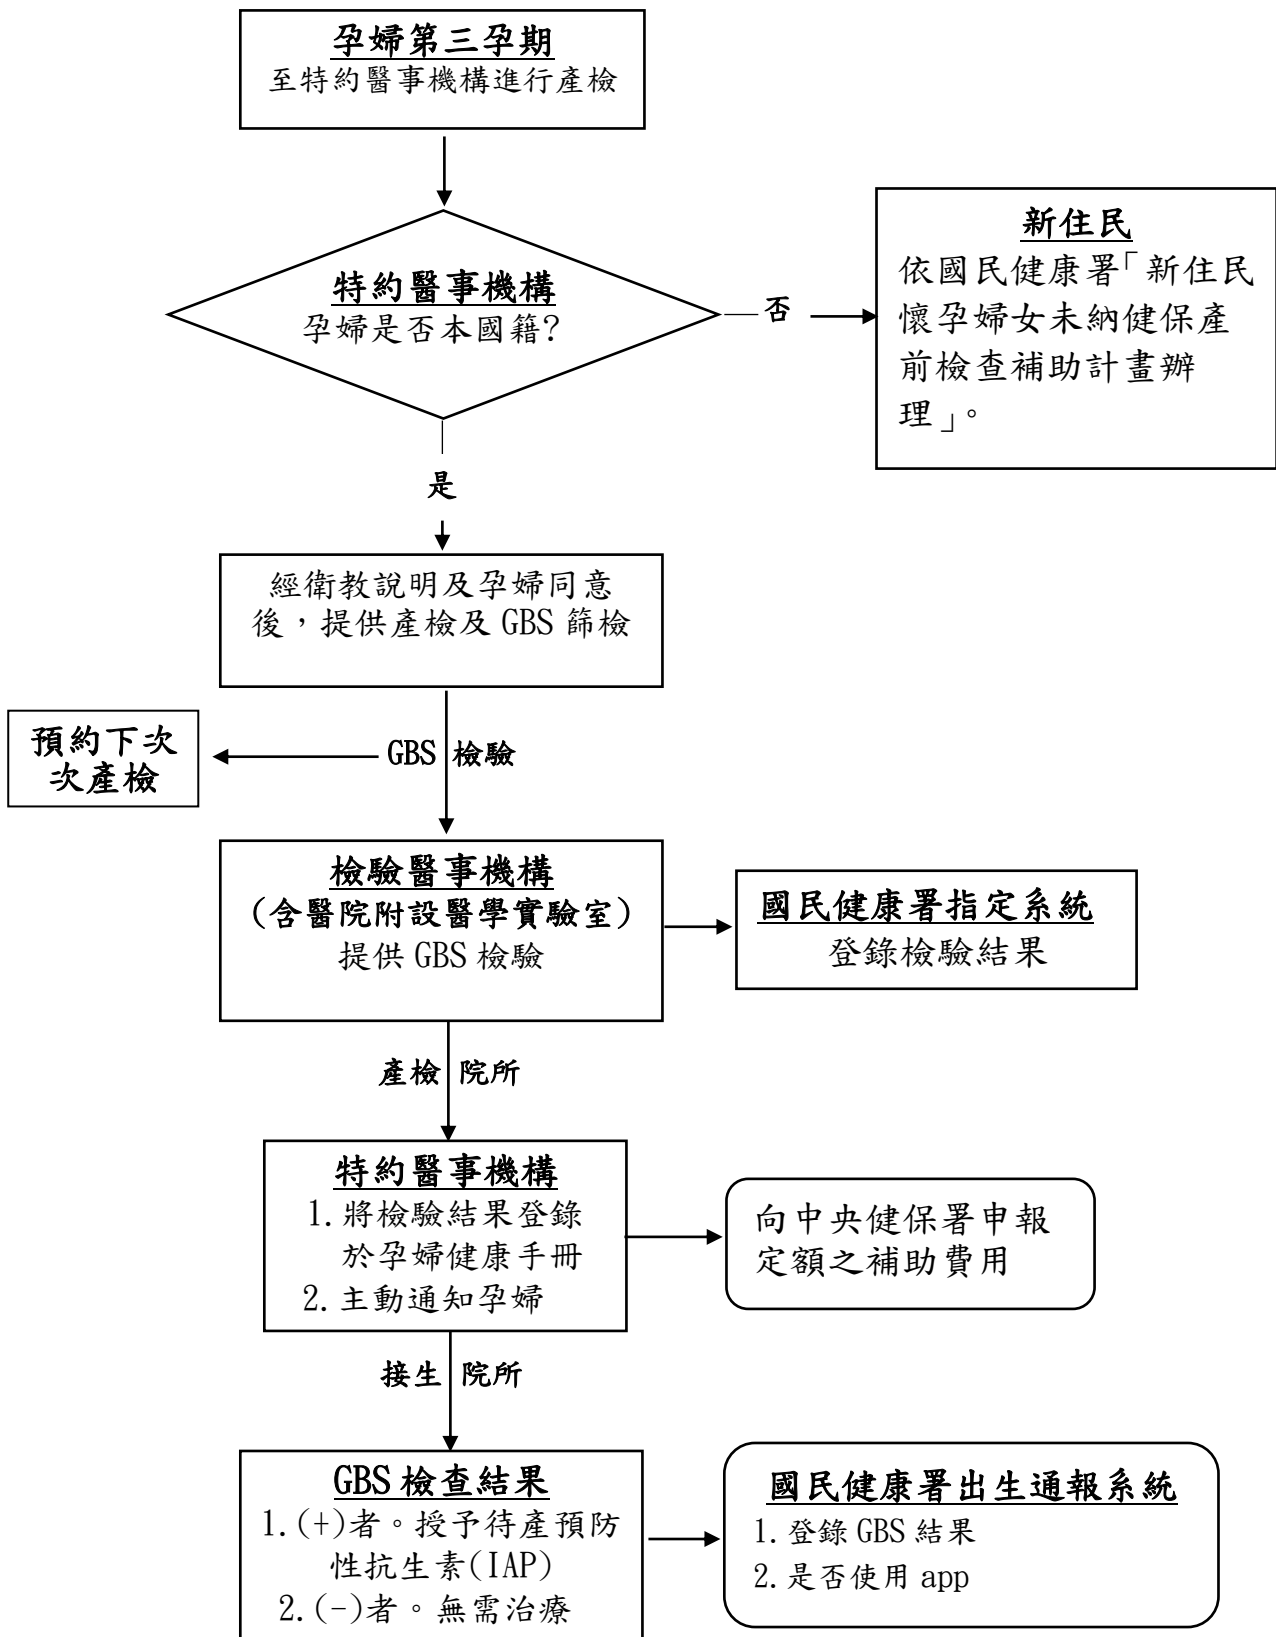 孕婦第三孕期
至特約醫事機構進行產檢
特約醫事機構
孕婦是否本國籍?
否
新住民
依國民健康署「新住民
懷孕婦女未納健保產
前檢查補助計畫辦
理」。
是
經衛教說明及孕婦同意
後，提供產檢及 GBS 篩檢
預約下次
次產檢
GBS 檢驗
檢驗醫事機構
(含醫院附設醫學實驗室)
提供 GBS 檢驗
國民健康署指定系統
登錄檢驗結果
產檢 院所
特約醫事機構
1. 將檢驗結果登錄
於孕婦健康手冊
2. 主動通知孕婦
向中央健保署申報
定額之補助費用
接生 院所
GBS 檢查結果
1. (+)者。授予待產預防
性抗生素(IAP)
2. (-)者。無需治療
國民健康署出生通報系統
1. 登錄 GBS 結果
2. 是否使用 app